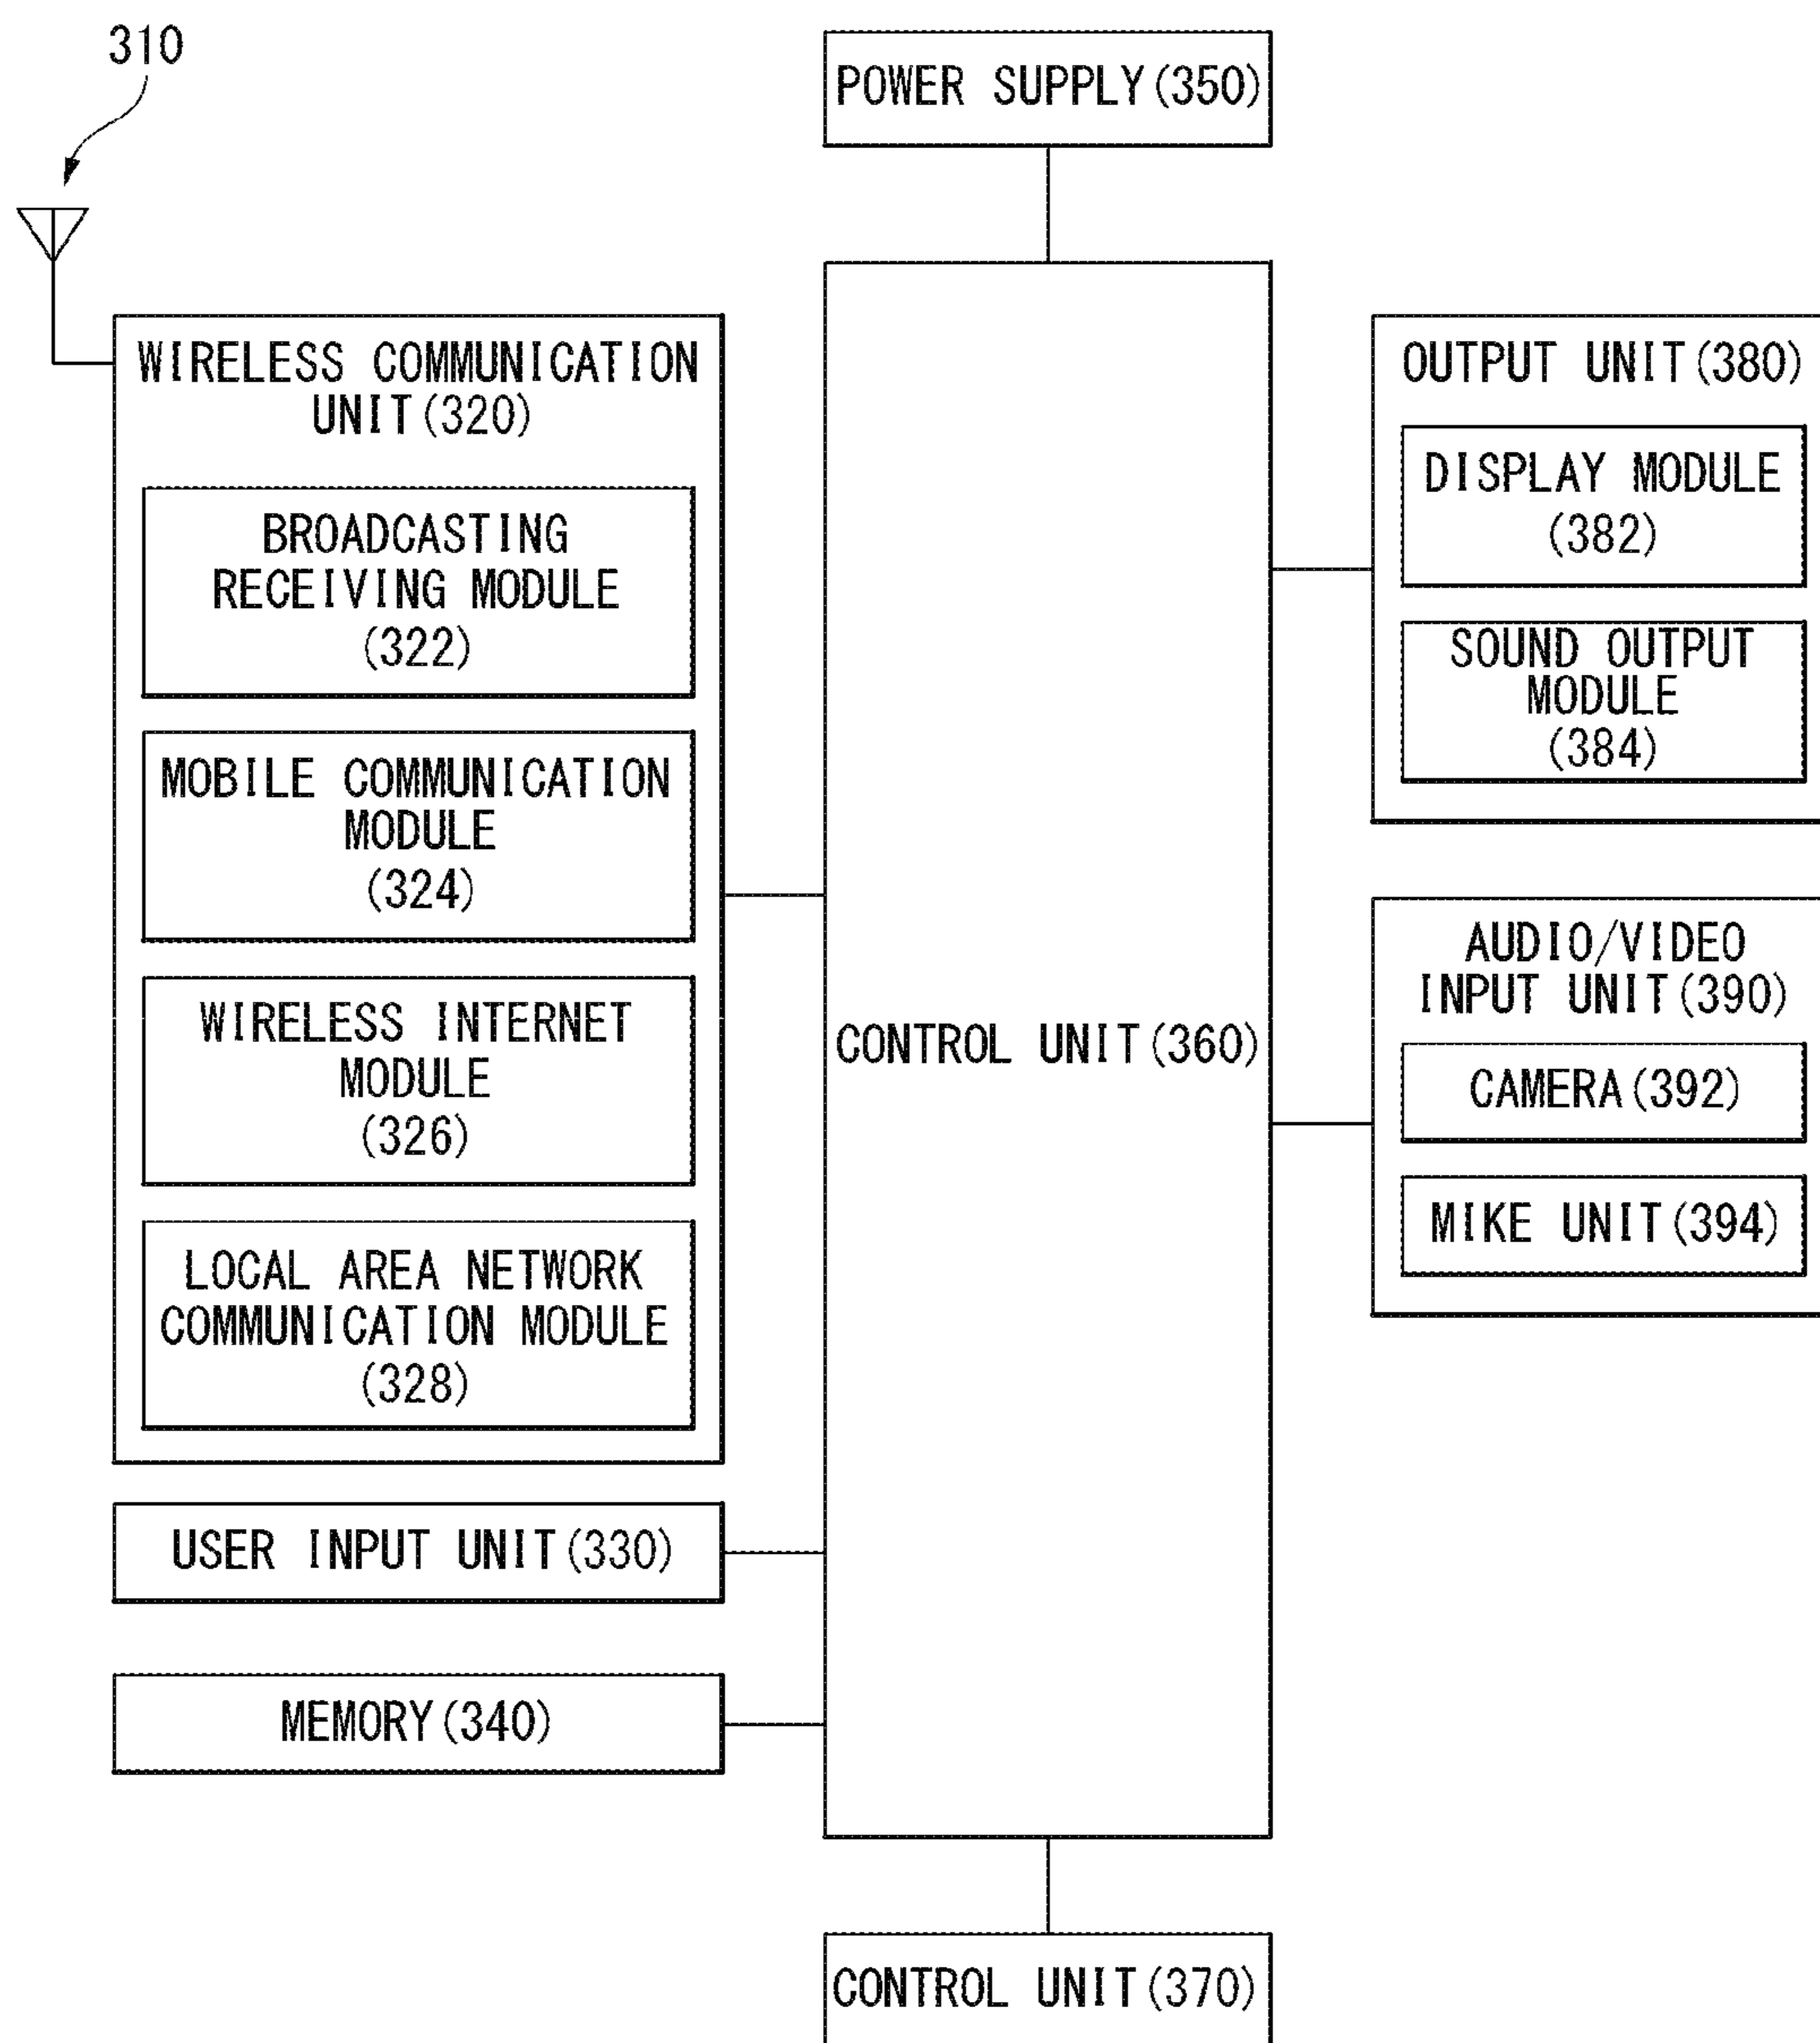 310
POWER SUPPLY(350)
WIRELESS COMMUNICATION
UNIT(320)
BROADCASTING
RECEIVING MODULE
(322)
MOBILE COMMUNICATION
MODULE
(324)
WIRELESS INTERNET
MODULE
(326)
LOCAL AREA NETWORK
COMMUNICATION MODULE
(328)
USER INPUT UNIT(330)
MEMORY(340)
CONTROL UNIT(360)
OUTPUT UNIT(380)
DISPLAY MODULE
(382)
SOUND OUTPUT
MODULE
(384)
AUDIO/VIDEO
INPUT UNIT(390)
CAMERA(392)
MIKE UNIT(394)
CONTROL UNIT(370)